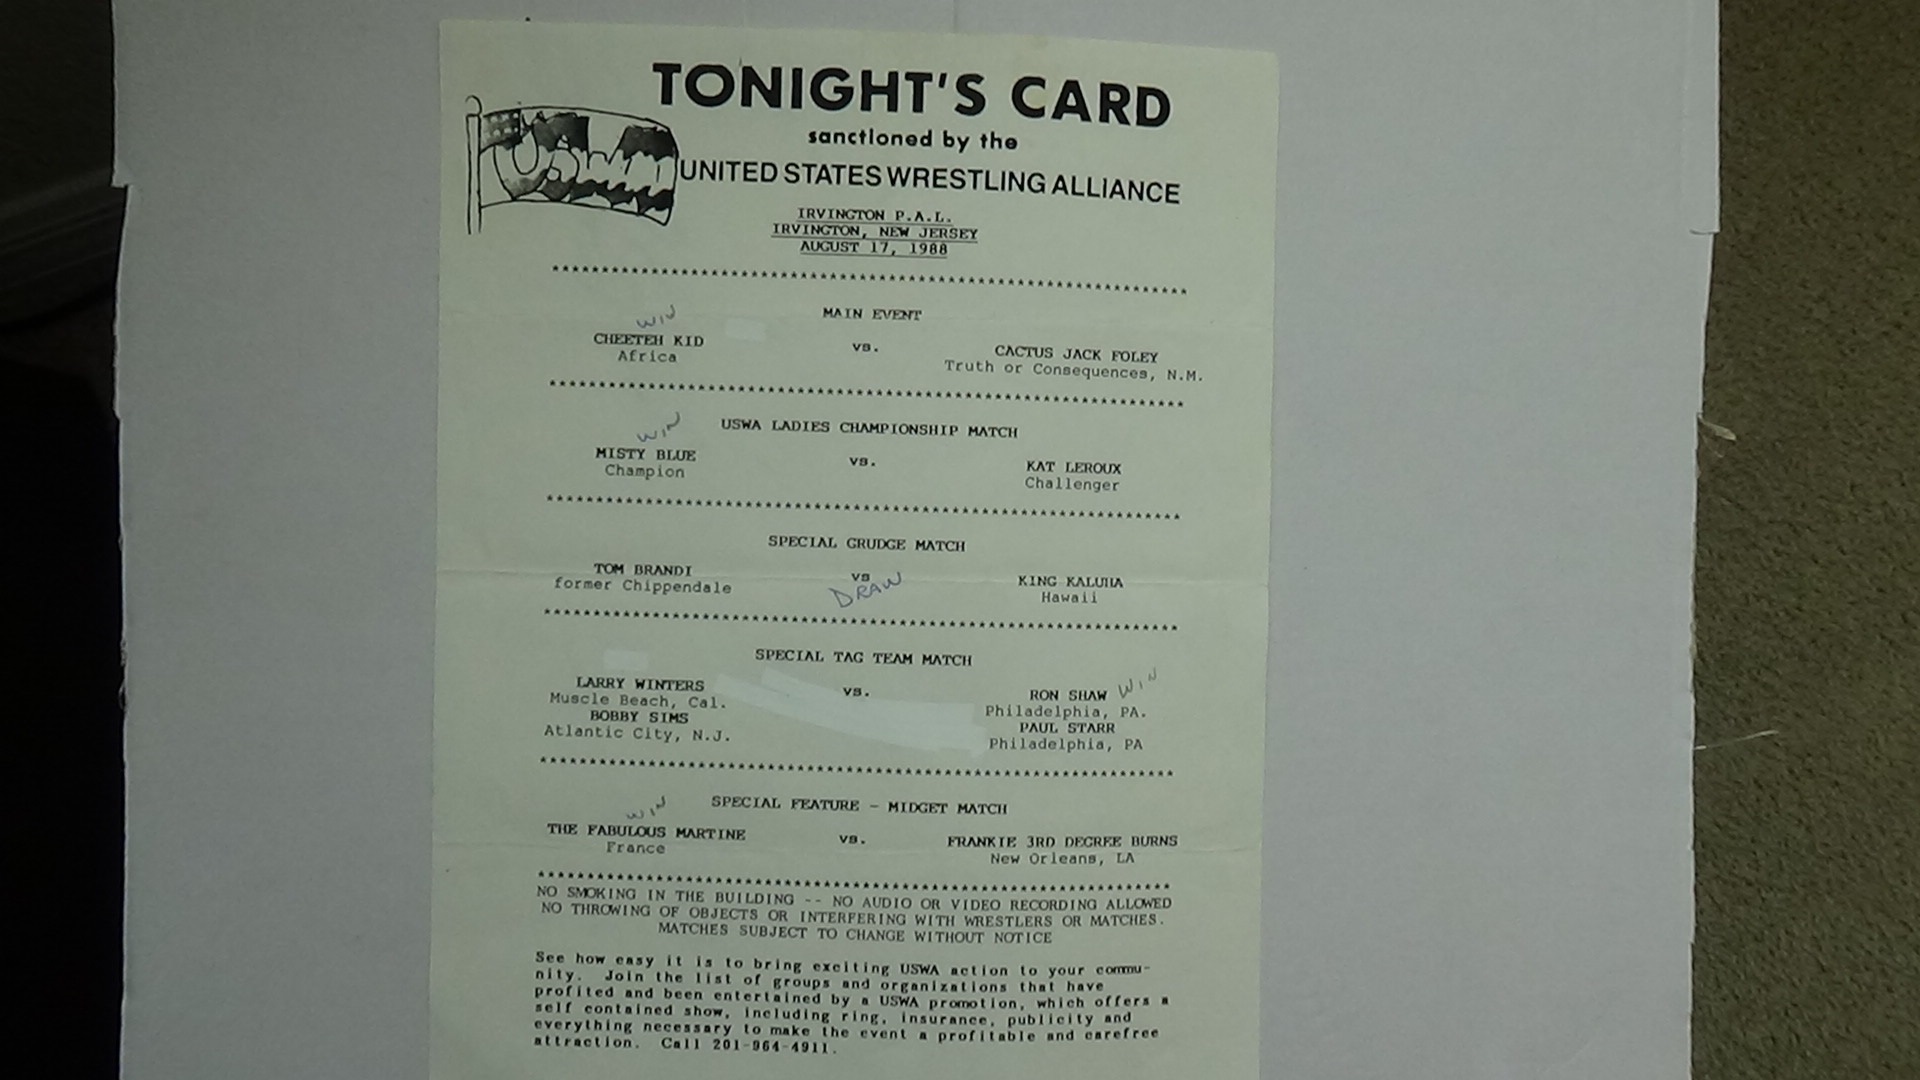 TONIGHT'S CARD
sanctioned by the
USWA
UNITED STATES WRESTLING ALLIANCE
IRVINGTON P.A.L.
IRVINGTON, NEW JERSEY
AUGUST 17, 1988
MAIN EVENT
WIN
CHEETEH KID vs. CACTUS JACK FOLEY
Africa Truth or Consequences, N.M.
USWA LADIES CHAMPIONSHIP MATCH
WIN
MISTY BLUE vs. KAT LEROUX
Champion Challenger
SPECIAL GRUDGE MATCH
TOM BRANDI vs KING KALUHA
former Chippendale DRAW Hawaii
SPECIAL TAG TEAM MATCH
LARRY WINTERS vs. RON SHAW WIN
Muscle Beach, Cal. Philadelphia, PA.
BOBBY SIMS PAUL STARR
Atlantic City, N.J. Philadelphia, PA
SPECIAL FEATURE - MIDGET MATCH
WIN
THE FABULOUS MARTINE vs. FRANKIE 3RD DEGREE BURNS
France New Orleans, LA
NO SMOKING IN THE BUILDING -- NO AUDIO OR VIDEO RECORDING ALLOWED
NO THROWING OF OBJECTS OR INTERFERING WITH WRESTLERS OR MATCHES.
MATCHES SUBJECT TO CHANGE WITHOUT NOTICE
See how easy it is to bring exciting USWA action to your commu-
nity. Join the list of groups and organizations that have
profited and been entertained by a USWA promotion, which offers a
self contained show, including ring, insurance, publicity and
everything necessary to make the event a profitable and carefree
attraction. Call 201-964-4911.